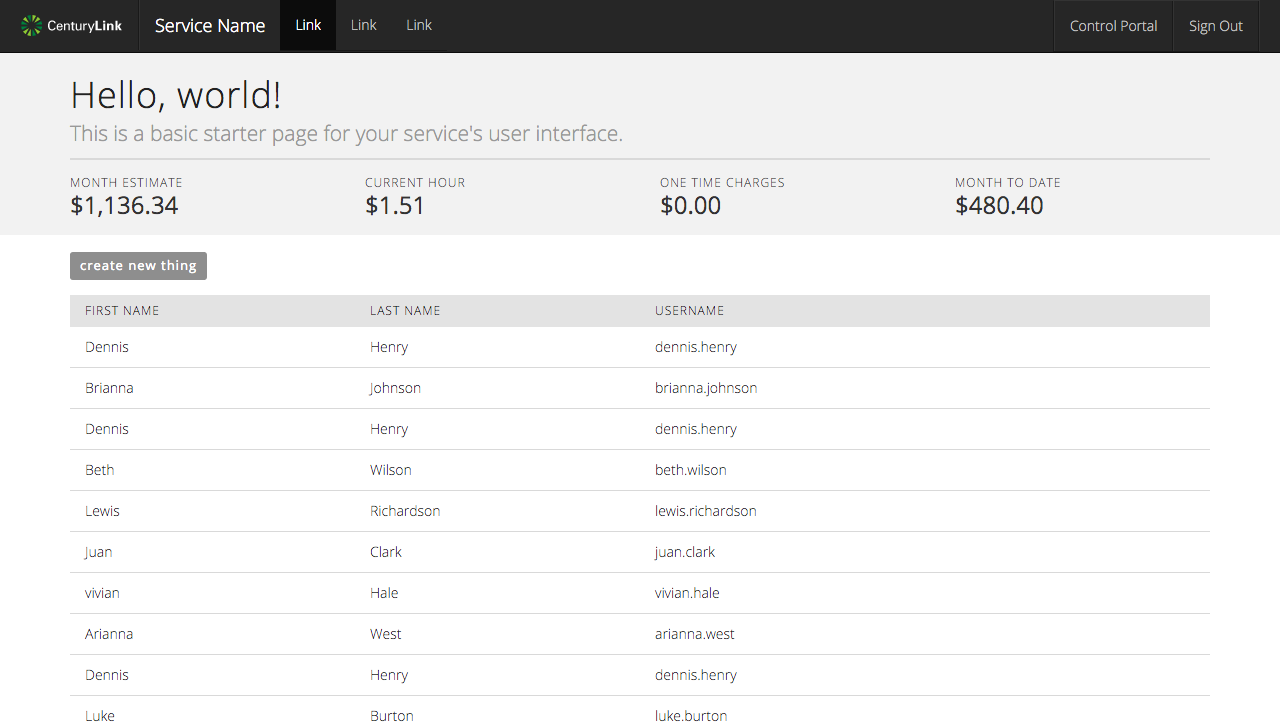 CenturyLink Service Name Link Link Link Control Portal Sign Out
Hello, world!
This is a basic starter page for your service's user interface.
MONTH ESTIMATE CURRENT HOUR ONE TIME CHARGES MONTH TO DATE
$1,136.34 $1.51 $0.00 $480.40
create new thing
FIRST NAME LAST NAME USERNAME
Dennis Henry dennis.henry
Brianna Johnson brianna.johnson
Dennis Henry dennis.henry
Beth Wilson beth.wilson
Lewis Richardson lewis.richardson
Juan Clark juan.clark
vivian Hale vivian.hale
Arianna West arianna.west
Dennis Henry dennis.henry
Luke Burton luke.burton